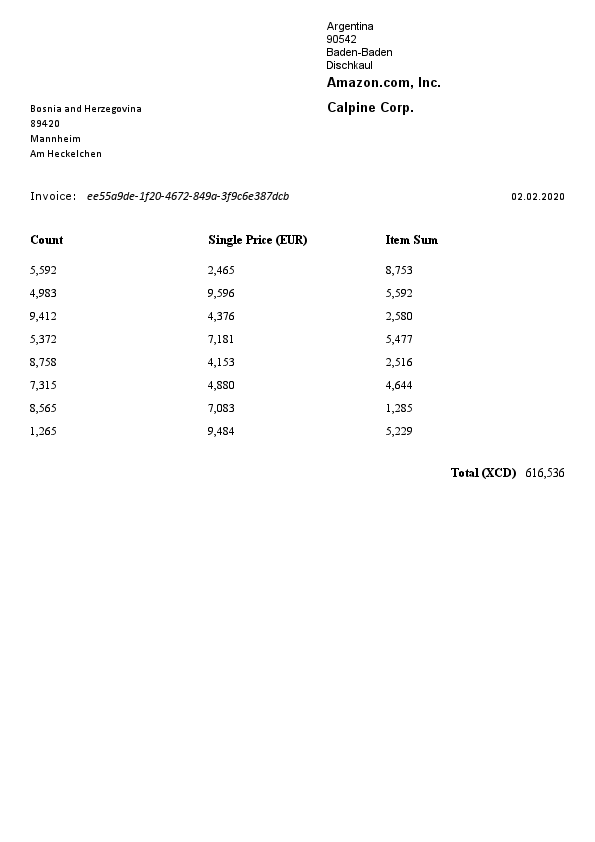 Argentina
90542
Baden-Baden
Dischkaul
Amazon.com, Inc.
Calpine Corp.
Bosnia and Herzegovina
89420
Mannheim
Am Heckelchen
Invoice: ee55a9de-1f20-4672-849a-3f9c6e387dcb 02.02.2020
Count Single Price (EUR) Item Sum
5,592 2,465 8,753
4,983 9,596 5,592
9,412 4,376 2,580
5,372 7,181 5,477
8,758 4,153 2,516
7,315 4,880 4,644
8,565 7,083 1,285
1,265 9,484 5,229
Total (XCD) 616,536